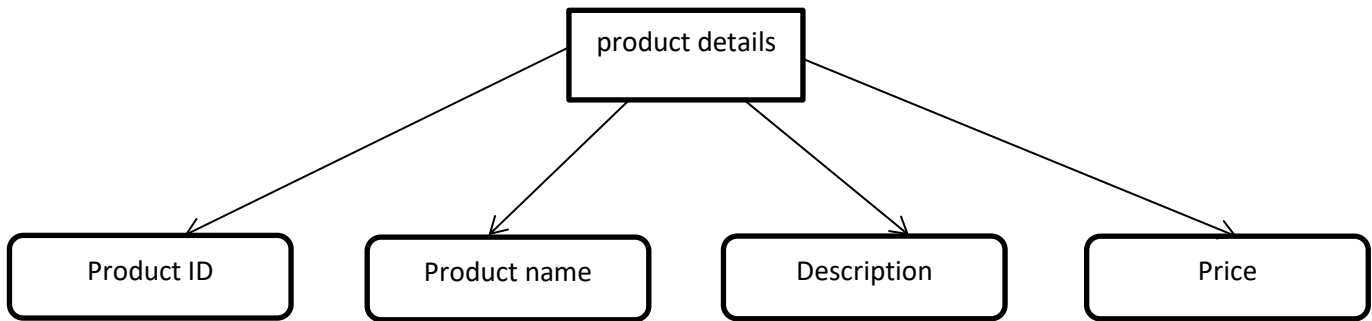 product details
Product ID
Product name
Description
Price